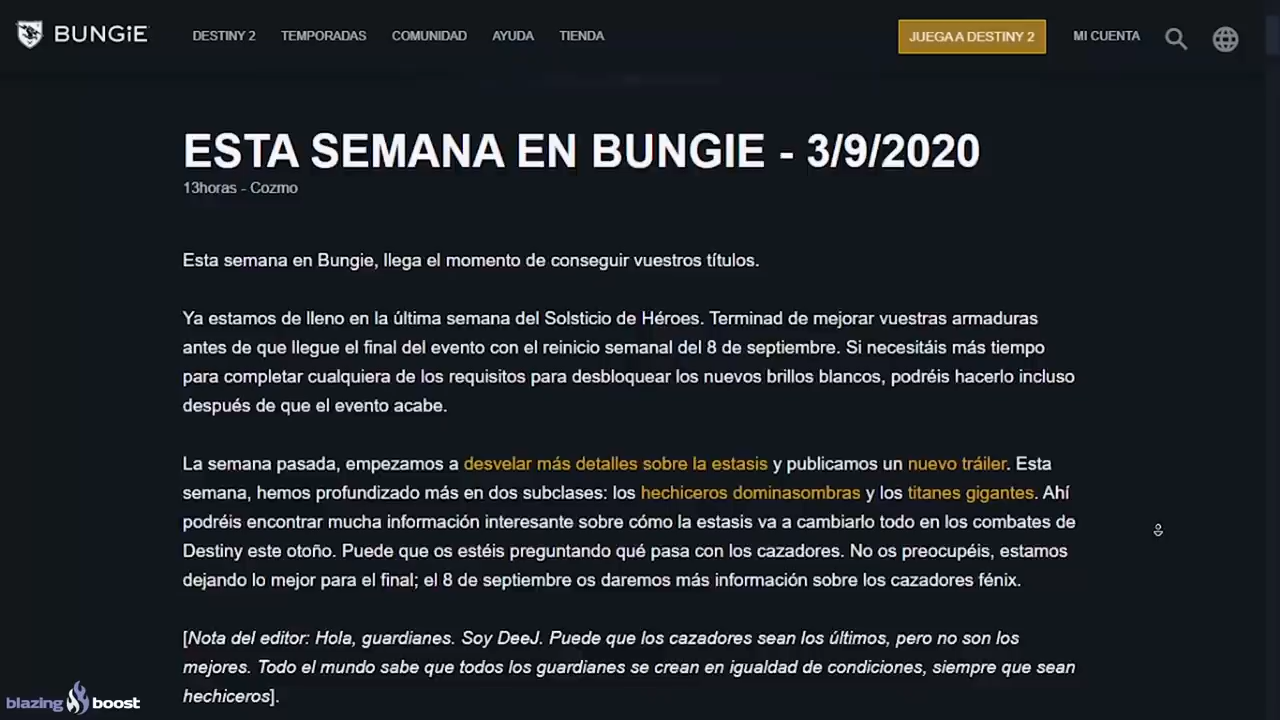 BUNGiE
DESTINY 2
TEMPORADAS
COMUNIDAD
AYUDA
TIENDA
JUEGA A DESTINY 2
MI CUENTA
ESTA SEMANA EN BUNGIE - 3/9/2020
13horas - Cozmo
Esta semana en Bungie, llega el momento de conseguir vuestros títulos.
Ya estamos de lleno en la última semana del Solsticio de Héroes. Terminad de mejorar vuestras armaduras
antes de que llegue el final del evento con el reinicio semanal del 8 de septiembre. Si necesitáis más tiempo
para completar cualquiera de los requisitos para desbloquear los nuevos brillos blancos, podréis hacerlo incluso
después de que el evento acabe.
La semana pasada, empezamos a desvelar más detalles sobre la estasis y publicamos un nuevo tráiler. Esta
semana, hemos profundizado más en dos subclases: los hechiceros dominasombras y los titanes gigantes. Ahí
podréis encontrar mucha información interesante sobre cómo la estasis va a cambiarlo todo en los combates de
Destiny este otoño. Puede que os estéis preguntando qué pasa con los cazadores. No os preocupéis, estamos
dejando lo mejor para el final; el 8 de septiembre os daremos más información sobre los cazadores fénix.
[Nota del editor: Hola, guardianes. Soy DeeJ. Puede que los cazadores sean los últimos, pero no son los
mejores. Todo el mundo sabe que todos los guardianes se crean en igualdad de condiciones, siempre que sean
hechiceros].
blazing boost